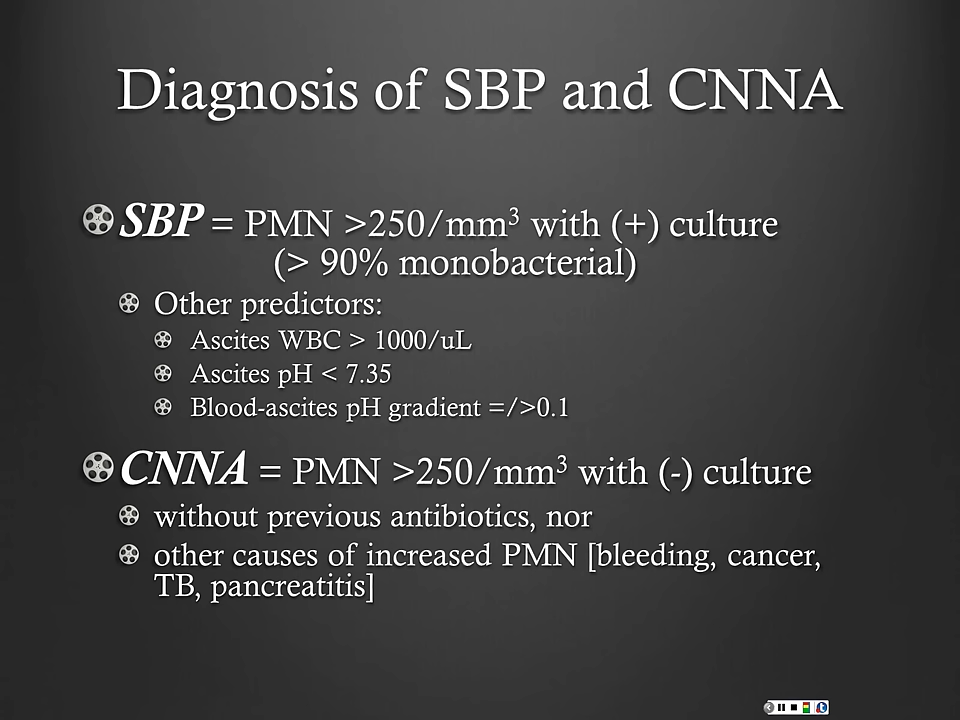 Diagnosis of SBP and CNNA
SBP = PMN >250/mm³ with (+) culture
(> 90% monobacterial)
Other predictors:
Ascites WBC > 1000/uL
Ascites pH < 7.35
Blood-ascites pH gradient =/>0.1
CNNA = PMN >250/mm³ with (-) culture
without previous antibiotics, nor
other causes of increased PMN [bleeding, cancer,
TB, pancreatitis]